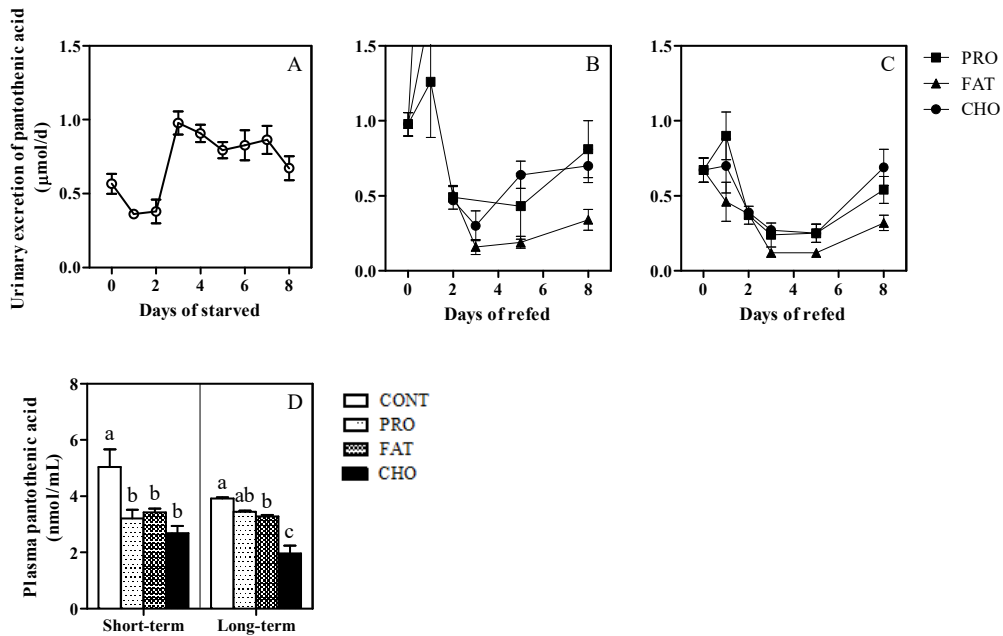 Urinary excretion of pantothenic acid
(µmol/d)
1.5
1.0
0.5
0.0
A
0 2 4 6 8
Days of starved
1.5
1.0
0.5
0.0
B
0 2 4 6 8
Days of refed
1.5
1.0
0.5
0.0
C
0 2 4 6 8
Days of refed
PRO
FAT
CHO
Plasma pantothenic acid
(nmol/mL)
8
6
4
2
0
D
a
b b
b
a
ab
b
c
Short-term Long-term
CONT
PRO
FAT
CHO